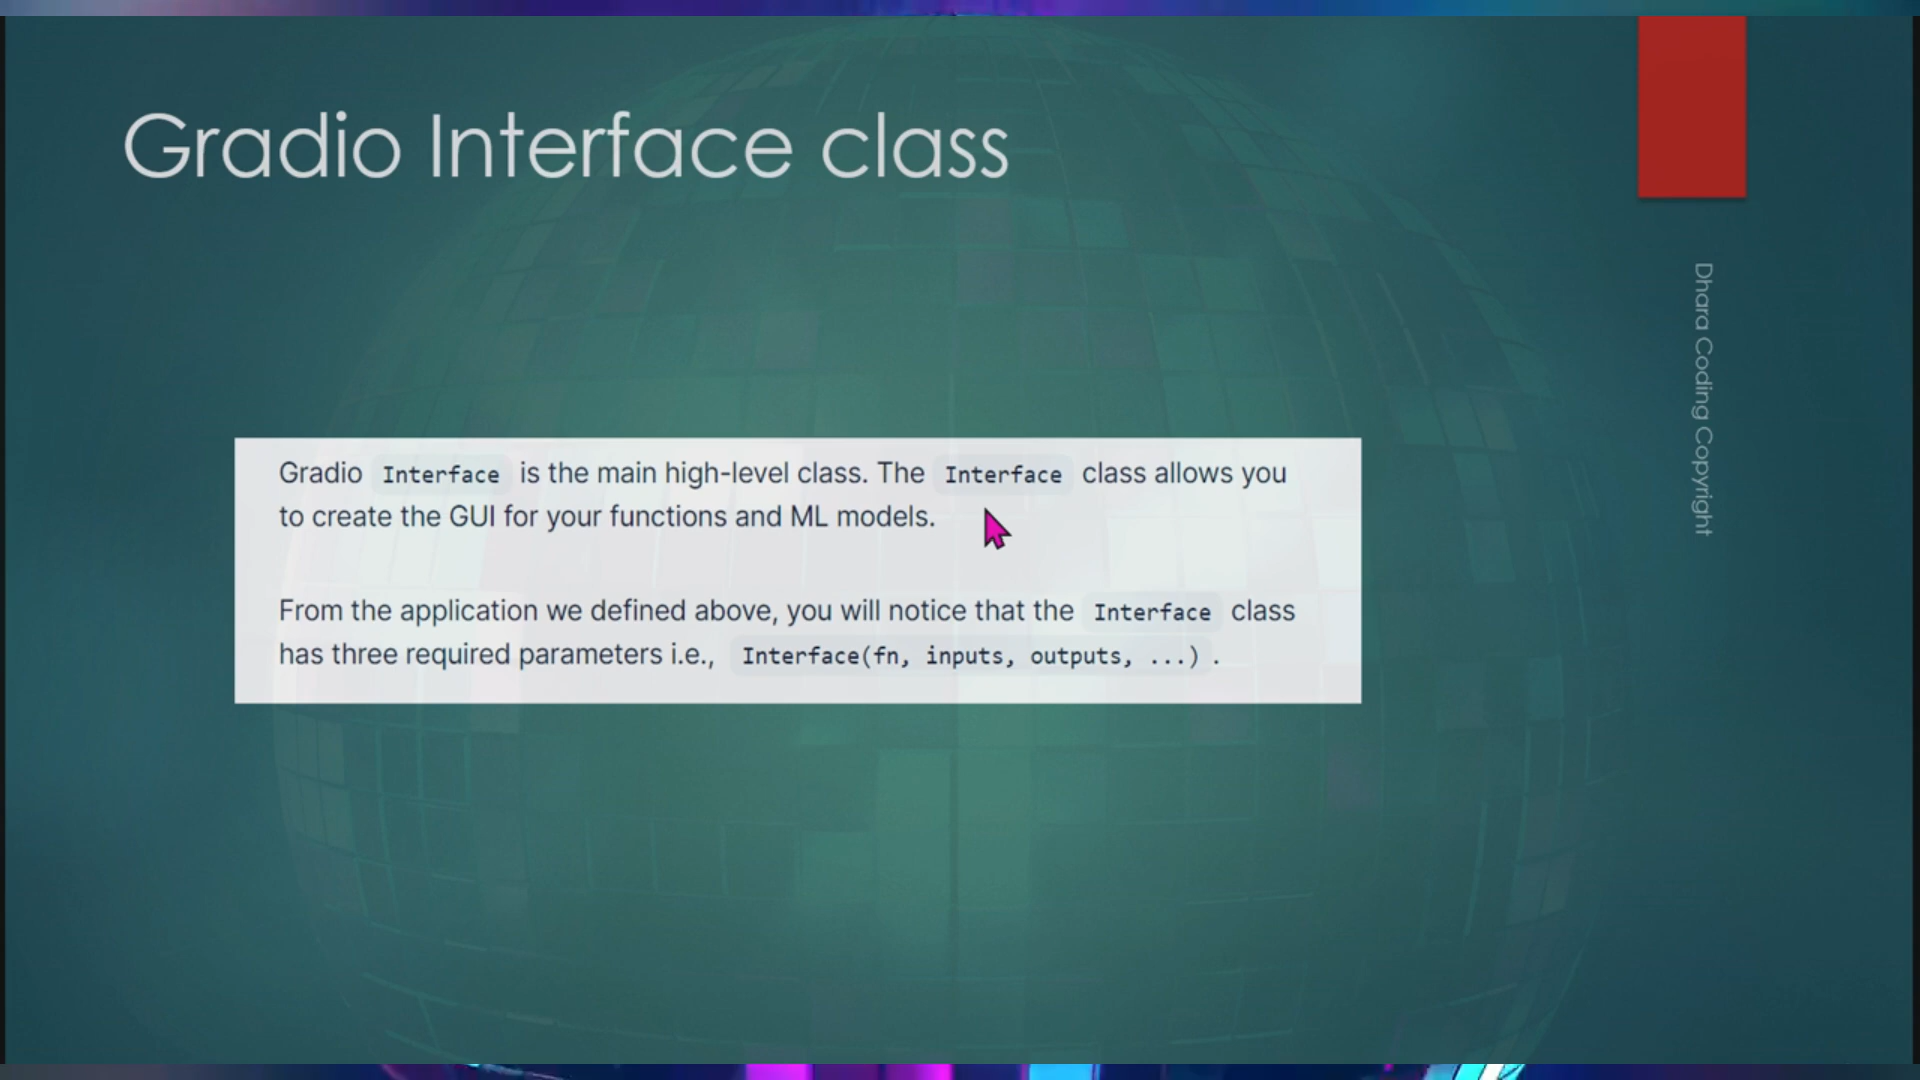 Gradio Interface class
Gradio Interface is the main high-level class. The Interface class allows you
to create the GUI for your functions and ML models.
From the application we defined above, you will notice that the Interface class
has three required parameters i.e., Interface(fn, inputs, outputs, ...) .
Dhara Coding Copyright